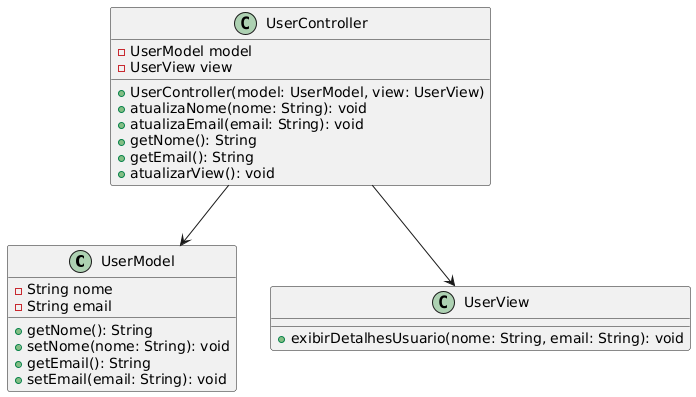 C UserController
UserModel model
UserView view
UserController(model: UserModel, view: UserView)
atualizaNome(nome: String): void
atualizaEmail(email: String): void
getNome(): String
getEmail(): String
atualizarView(): void
C UserModel
String nome
String email
getNome(): String
setNome(nome: String): void
getEmail(): String
setEmail(email: String): void
C UserView
exibirDetalhesUsuario(nome: String, email: String): void